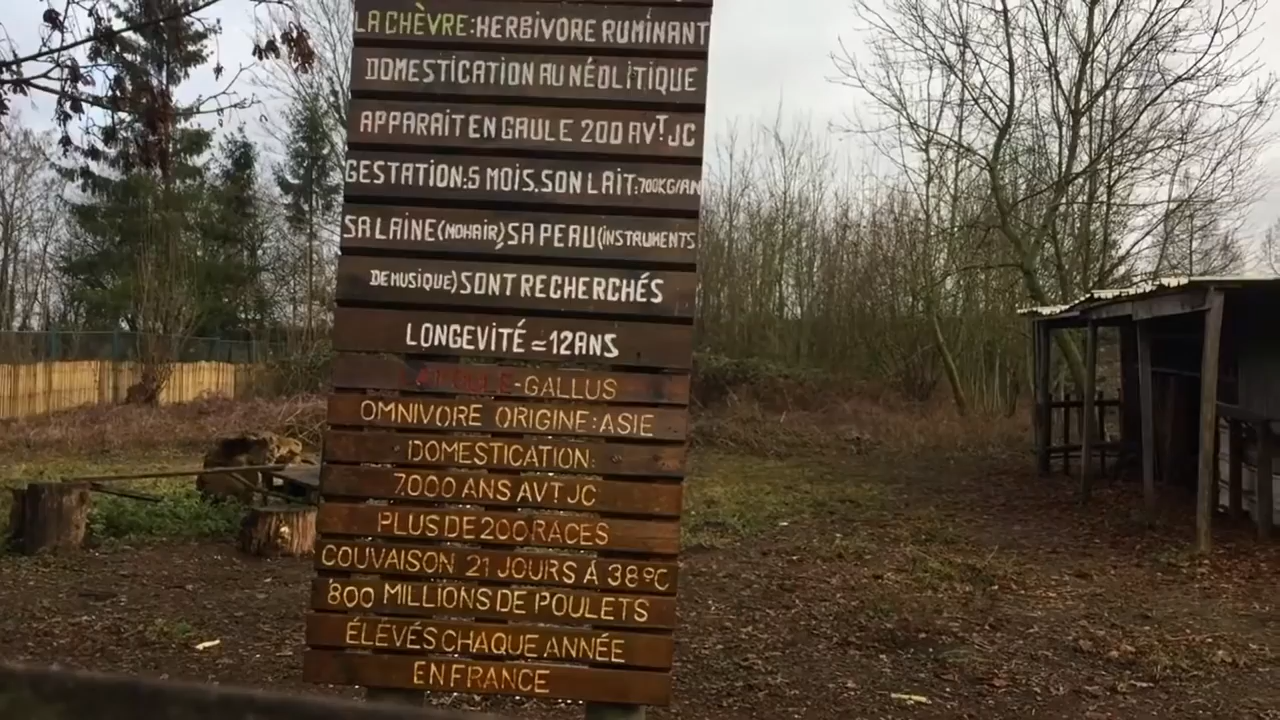 LA CHÈVRE:HERBIVORE RUMINANT
DOMESTICATION AU NÉOLITIQUE
APPARAIT EN GAULE 200 AVT JC
GESTATION:5 MOIS.SON LAIT:700KG/AN
SA LAINE(MOHAIR),SA PEAU(INSTRUMENTS
DE MUSIQUE) SONT RECHERCHÉS
LONGEVITÉ = 12ANS
LA POULE-GALLUS
OMNIVORE ORIGINE:ASIE
DOMESTICATION:
7000 ANS AVT JC
PLUS DE 200 RACES
COUVAISON 21 JOURS À 38°C
800 MILLIONS DE POULETS
ÉLEVÉS CHAQUE ANNÉE
EN FRANCE